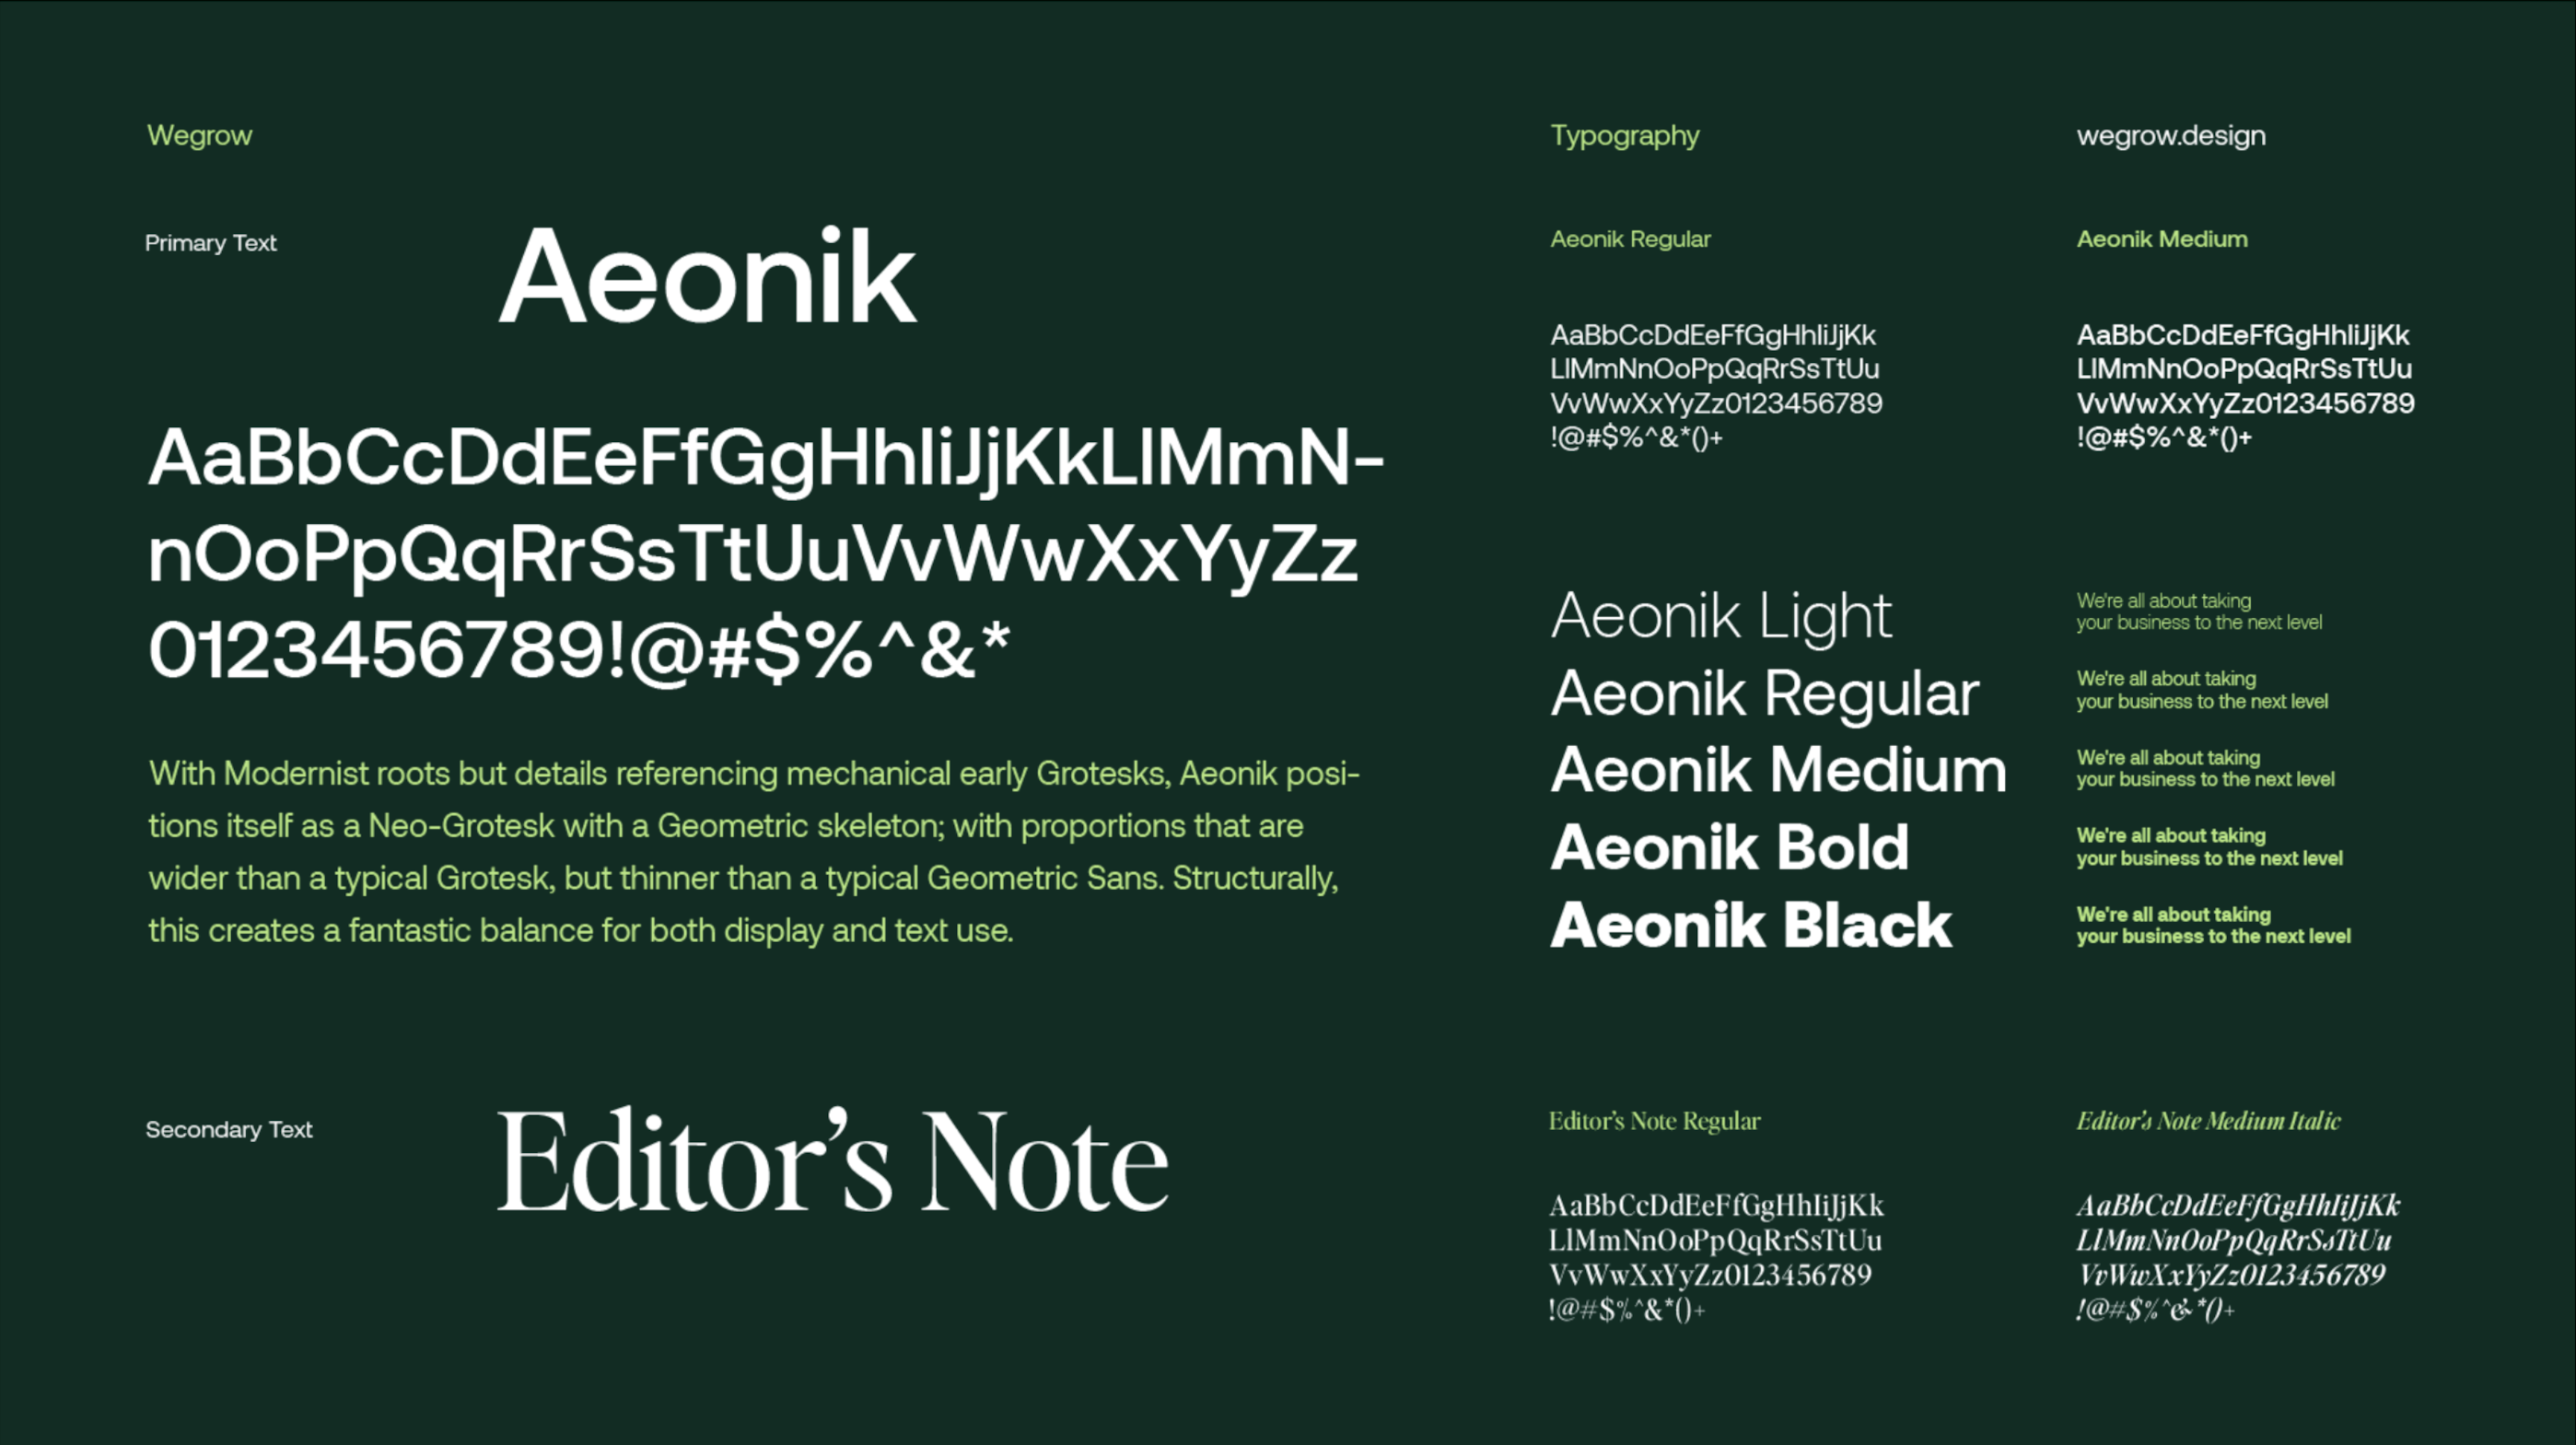 Wegrow
Typography
wegrow.design
Primary Text
Aeonik
AaBbCcDdEeFfGgHhIiJjKkLlMmN-
nOoPpQqRrSsTtUuVvWwXxYyZz
0123456789!@#$%^&*
With Modernist roots but details referencing mechanical early Grotesks, Aeonik posi-
tions itself as a Neo-Grotesk with a Geometric skeleton; with proportions that are
wider than a typical Grotesk, but thinner than a typical Geometric Sans. Structurally,
this creates a fantastic balance for both display and text use.
Aeonik Regular
AaBbCcDdEeFfGgHhIiJjKk
LlMmNnOoPpQqRrSsTtUu
VvWwXxYyZz0123456789
!@#$%^&*()+
Aeonik Medium
AaBbCcDdEeFfGgHhIiJjKk
LlMmNnOoPpQqRrSsTtUu
VvWwXxYyZz0123456789
!@#$%^&*()+
Aeonik Light
We're all about taking
your business to the next level
Aeonik Regular
We're all about taking
your business to the next level
Aeonik Medium
We're all about taking
your business to the next level
Aeonik Bold
We're all about taking
your business to the next level
Aeonik Black
We're all about taking
your business to the next level
Secondary Text
Editor’s Note
Editor’s Note Regular
AaBbCcDdEeFfGgHhIiJjKk
LlMmNnOoPpQqRrSsTtUu
VvWwXxYyZz0123456789
!@#$%^&*()+
Editor’s Note Medium Italic
AaBbCcDdEeFfGgHhIiJjKk
LlMmNnOoPpQqRrSsTtUu
VvWwXxYyZz0123456789
!@#$%^&*()+